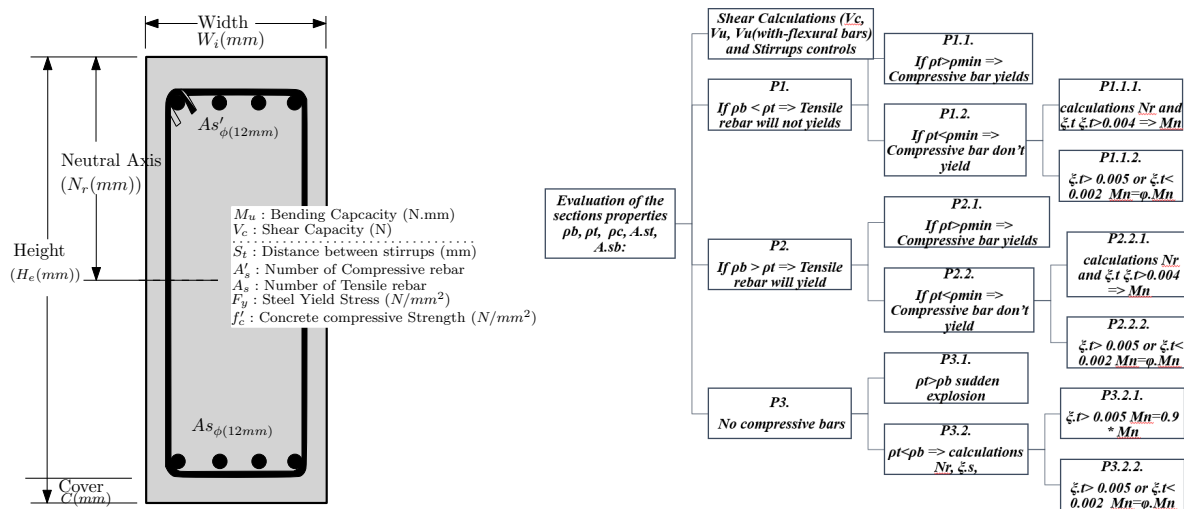 Width
W_i(mm)
As'_ϕ(12mm)
Neutral Axis
(N_r(mm))
M_u : Bending Capcacity (N.mm)
V_c : Shear Capacity (N)
S_t : Distance between stirrups (mm)
A'_s : Number of Compressive rebar
A_s : Number of Tensile rebar
F_y : Steel Yield Stress (N/mm²)
f'_c : Concrete compressive Strength (N/mm²)
Height
(H_e(mm))
As_ϕ(12mm)
Cover
C(mm)
Evaluation of the
sections properties
ρb, ρt, ρc, A.st,
A.sb:
Shear Calculations (Vc,
Vu, Vu(with-flexural bars)
and Stirrups controls
P1.
If ρb < ρt => Tensile
rebar will not yields
P1.1.
If ρt>ρmin =>
Compressive bar yields
P1.2.
If ρt<ρmin =>
Compressive bar don't
yield
P1.1.1.
calculations Nr and
ξ.t ξ.t>0.004 => Mn
P1.1.2.
ξ.t> 0.005 or ξ.t<
0.002 Mn=φ.Mn
P2.
If ρb > ρt => Tensile
rebar will yield
P2.1.
If ρt>ρmin =>
Compressive bar yields
P2.2.
If ρt<ρmin =>
Compressive bar don't
yield
P2.2.1.
calculations Nr
and ξ.t ξ.t>0.004
=> Mn
P2.2.2.
ξ.t> 0.005 or ξ.t<
0.002 Mn=φ.Mn
P3.
No compressive bars
P3.1.
ρt>ρb sudden
explosion
P3.2.
ρt<ρb => calculations
Nr, ξ.s,
P3.2.1.
ξ.t> 0.005 Mn=0.9
* Mn
P3.2.2.
ξ.t> 0.005 or ξ.t<
0.002 Mn=φ.Mn